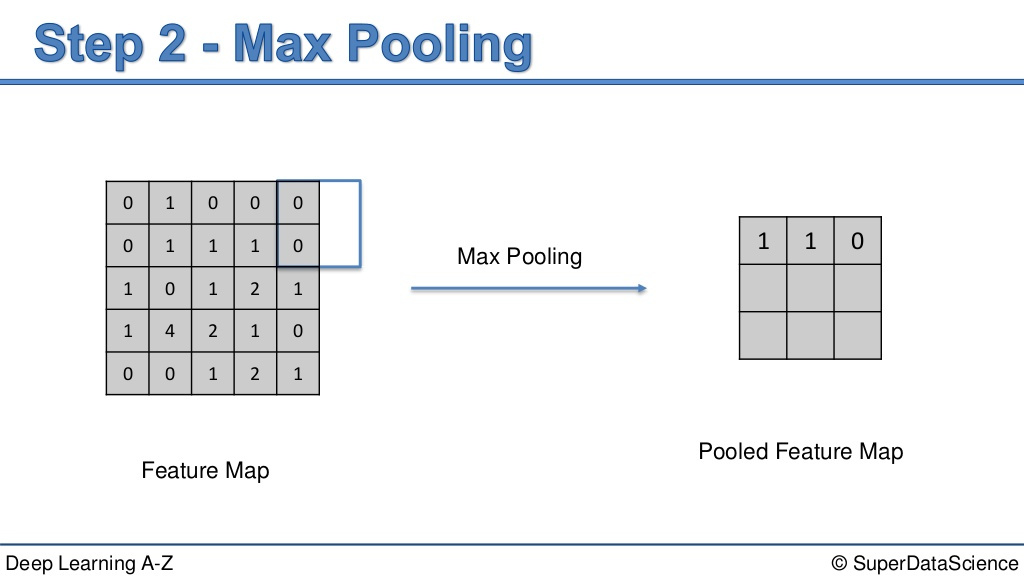 Step 2 - Max Pooling
0 1 0 0 0
0 1 1 1 0
1 0 1 2 1
1 4 2 1 0
0 0 1 2 1
Feature Map
Max Pooling
1 1 0
Pooled Feature Map
Deep Learning A-Z
© SuperDataScience